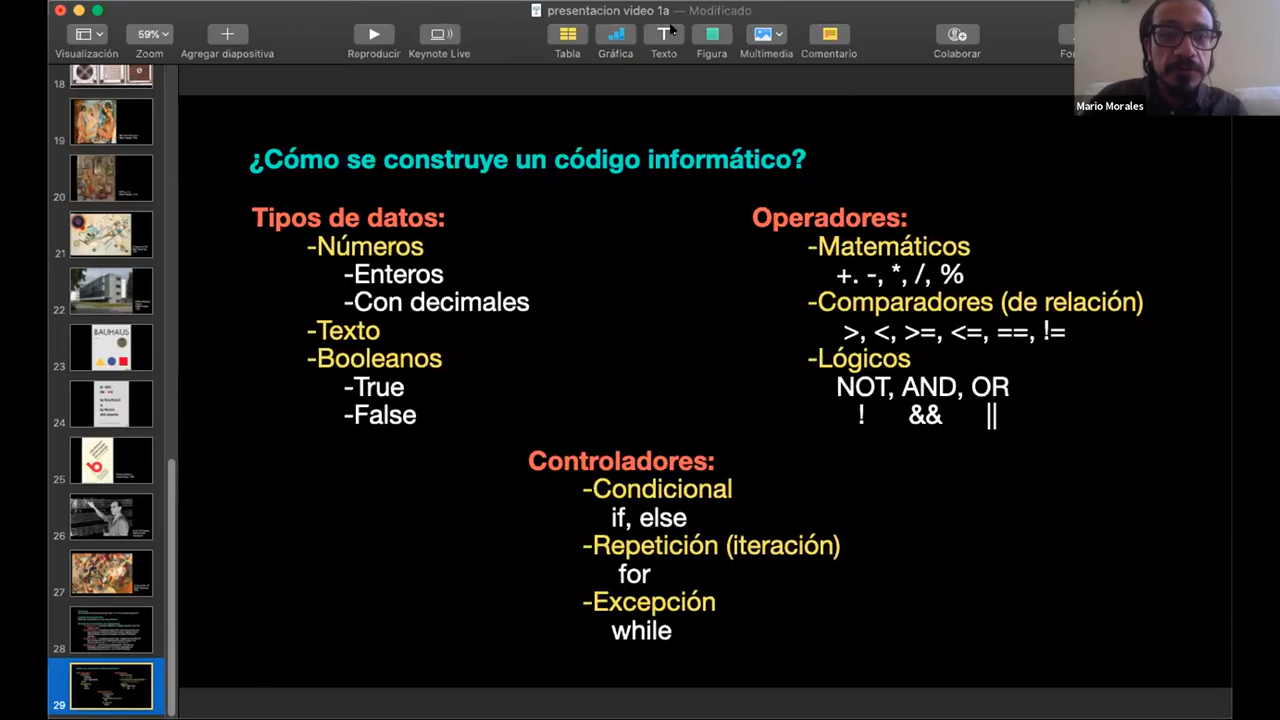 presentacion video 1a — Modificado
59%
Visualización
Zoom
Agregar diapositiva
Reproducir
Keynote Live
Tabla
Gráfica
Texto
Figura
Multimedia
Comentario
Colaborar
Mario Morales
18
19
20
21
22
23
BAUHAUS
24
25
26
27
28
29
¿Cómo se construye un código informático?
Tipos de datos:
-Números
-Enteros
-Con decimales
-Texto
-Booleanos
-True
-False
Operadores:
-Matemáticos
+. -, *, /, %
-Comparadores (de relación)
>, <, >=, <=, ==, !=
-Lógicos
NOT, AND, OR
! && ||
Controladores:
-Condicional
if, else
-Repetición (iteración)
for
-Excepción
while